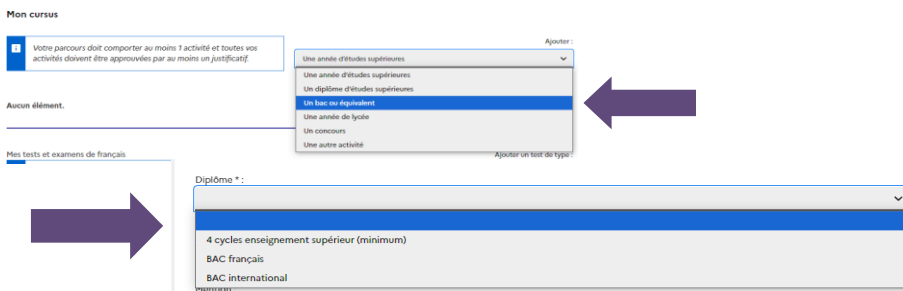 Mon cursus
i
Votre parcours doit comporter au moins 1 activité et toutes vos
activités doivent être approuvées par au moins un justificatif.
Ajouter :
Une année d'études supérieures
Une année d'études supérieures
Un diplôme d'études supérieures
Un bac ou équivalent
Une année de lycée
Un concours
Une autre activité
Aucun élément.
Mes tests et examens de français
Ajouter un test de type :
Diplôme * :
4 cycles enseignement supérieur (minimum)
BAC français
BAC international
Mention